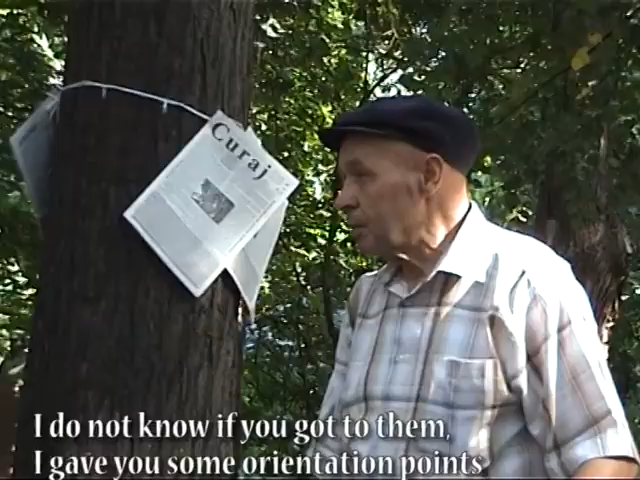 Curaj
I do not know if you got to them,
I gave you some orientation points